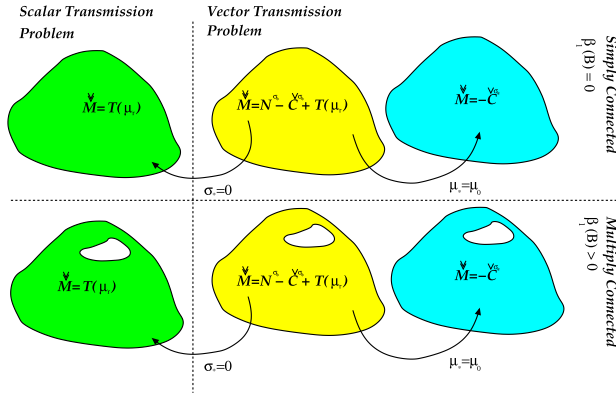 Scalar Transmission Problem
Vector Transmission Problem
M̌=T(μᵣ)
M̌=N^σ*-Č^σ*+T(μᵣ)
M̌=-Č^σ*
σ*=0
μ*=μ₀
Simply Connected
β₁(B)=0
M̌=T(μᵣ)
M̌=N^σ*-Č^σ*+T(μᵣ)
M̌=-Č^σ*
σ*=0
μ*=μ₀
Multiply Connected
β₁(B)>0